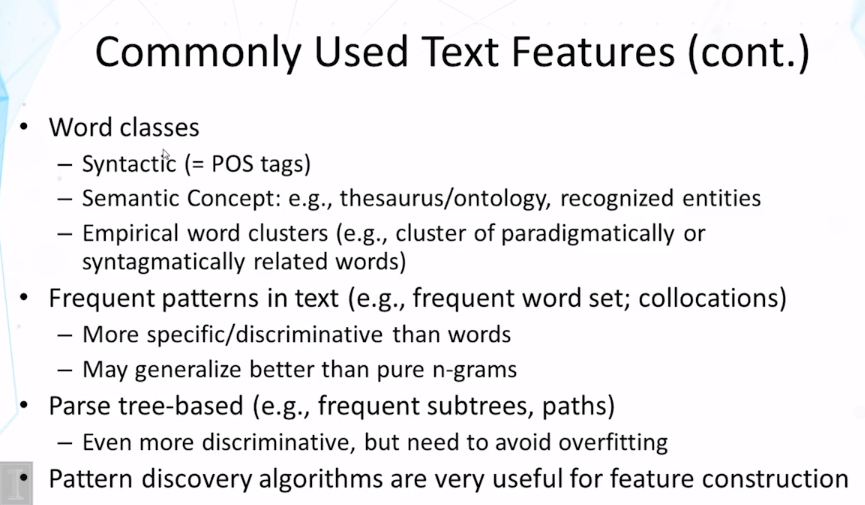 Commonly Used Text Features (cont.)
• Word classes
– Syntactic (= POS tags)
– Semantic Concept: e.g., thesaurus/ontology, recognized entities
– Empirical word clusters (e.g., cluster of paradigmatically or
syntagmatically related words)
• Frequent patterns in text (e.g., frequent word set; collocations)
– More specific/discriminative than words
– May generalize better than pure n-grams
• Parse tree-based (e.g., frequent subtrees, paths)
– Even more discriminative, but need to avoid overfitting
• Pattern discovery algorithms are very useful for feature construction